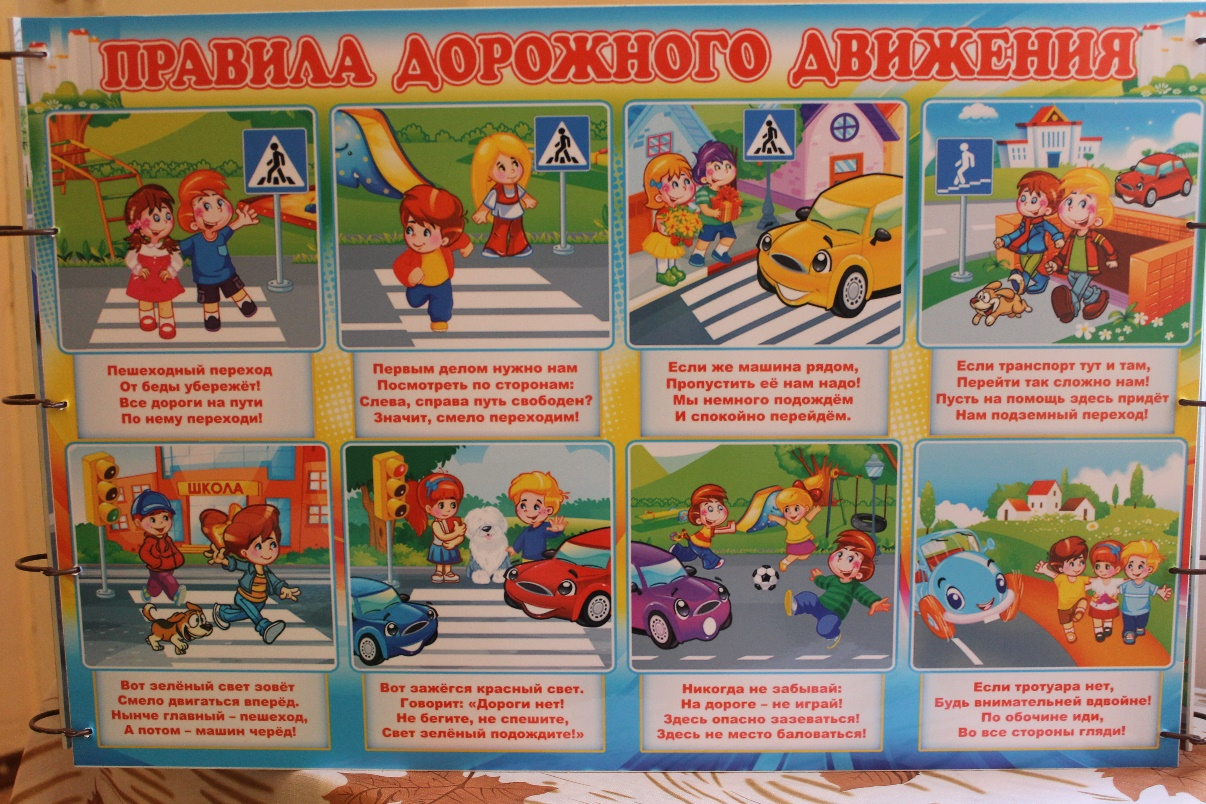 ПРАВИЛА ДОРОЖНОГО ДВИЖЕНИЯ
Пешеходный переход
От беды убережёт!
Все дороги на пути
По нему переходи!
Первым делом нужно нам
Посмотреть по сторонам:
Слева, справа путь свободен?
Значит, смело переходим!
Если же машина рядом,
Пропустить её нам надо!
Мы немного подождём
И спокойно перейдём.
Если транспорт тут и там,
Перейти так сложно нам!
Пусть на помощь здесь придёт
Нам подземный переход!
ШКОЛА
Вот зелёный свет зовёт
Смело двигаться вперёд.
Нынче главный – пешеход,
А потом – машин черёд!
Вот зажёгся красный свет.
Говорит: «Дороги нет!
Не бегите, не спешите,
Свет зелёный подождите!»
Никогда не забывай:
На дороге – не играй!
Здесь опасно зазеваться!
Здесь не место баловаться!
Если тротуара нет,
Будь внимательней вдвойне!
По обочине иди,
Во все стороны гляди!